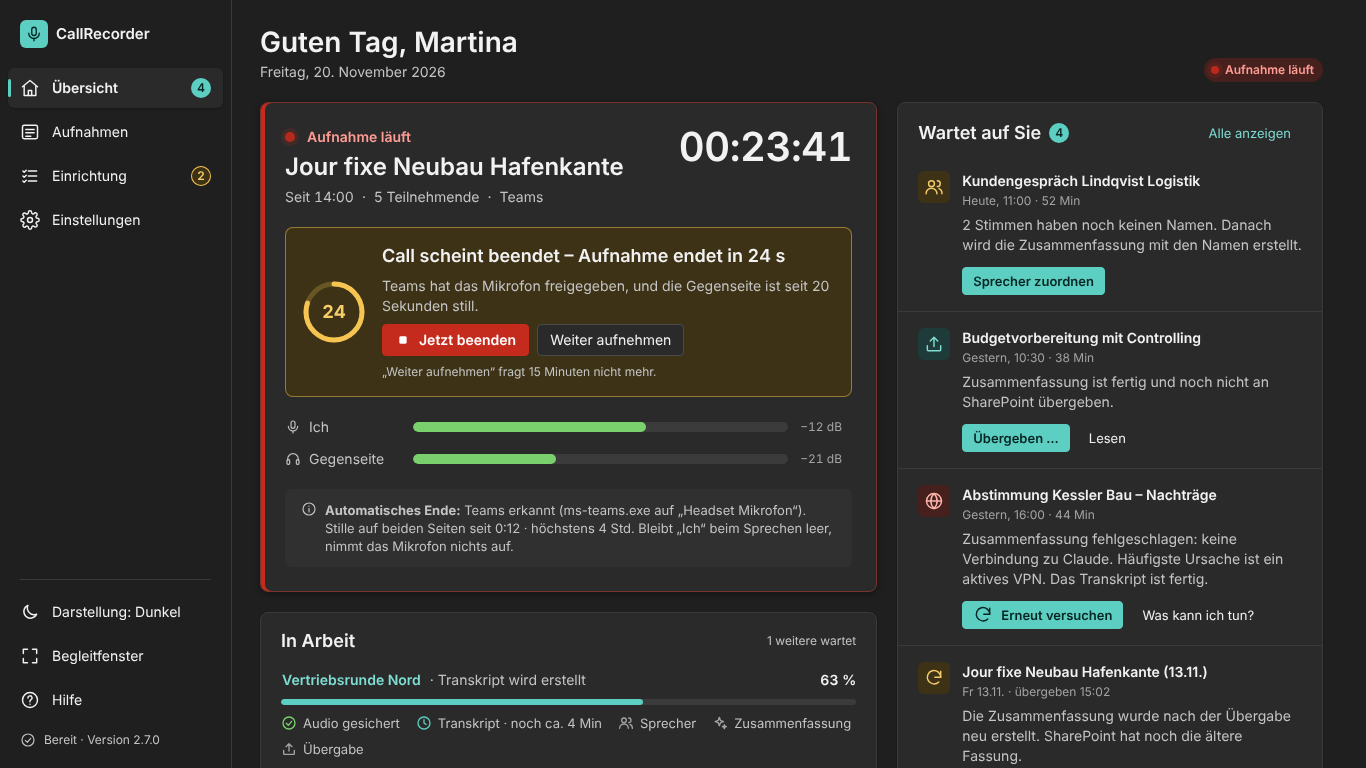 CallRecorder
Übersicht 4
Aufnahmen
Einrichtung 2
Einstellungen
Darstellung: Dunkel
Begleitfenster
Hilfe
Bereit · Version 2.7.0
Guten Tag, Martina
Freitag, 20. November 2026
Aufnahme läuft
Aufnahme läuft
00:23:41
Jour fixe Neubau Hafenkante
Seit 14:00 · 5 Teilnehmende · Teams
24
Call scheint beendet – Aufnahme endet in 24 s
Teams hat das Mikrofon freigegeben, und die Gegenseite ist seit 20
Sekunden still.
Jetzt beenden Weiter aufnehmen
„Weiter aufnehmen“ fragt 15 Minuten nicht mehr.
Ich −12 dB
Gegenseite −21 dB
Automatisches Ende: Teams erkannt (ms-teams.exe auf „Headset Mikrofon“).
Stille auf beiden Seiten seit 0:12 · höchstens 4 Std. Bleibt „Ich“ beim Sprechen leer,
nimmt das Mikrofon nichts auf.
In Arbeit 1 weitere wartet
Vertriebsrunde Nord · Transkript wird erstellt 63 %
Audio gesichert Transkript · noch ca. 4 Min Sprecher Zusammenfassung
Übergabe
Wartet auf Sie 4 Alle anzeigen
Kundengespräch Lindqvist Logistik
Heute, 11:00 · 52 Min
2 Stimmen haben noch keinen Namen. Danach
wird die Zusammenfassung mit den Namen erstellt.
Sprecher zuordnen
Budgetvorbereitung mit Controlling
Gestern, 10:30 · 38 Min
Zusammenfassung ist fertig und noch nicht an
SharePoint übergeben.
Übergeben ... Lesen
Abstimmung Kessler Bau – Nachträge
Gestern, 16:00 · 44 Min
Zusammenfassung fehlgeschlagen: keine
Verbindung zu Claude. Häufigste Ursache ist ein
aktives VPN. Das Transkript ist fertig.
Erneut versuchen Was kann ich tun?
Jour fixe Neubau Hafenkante (13.11.)
Fr 13.11. · übergeben 15:02
Die Zusammenfassung wurde nach der Übergabe
neu erstellt. SharePoint hat noch die ältere
Fassung.